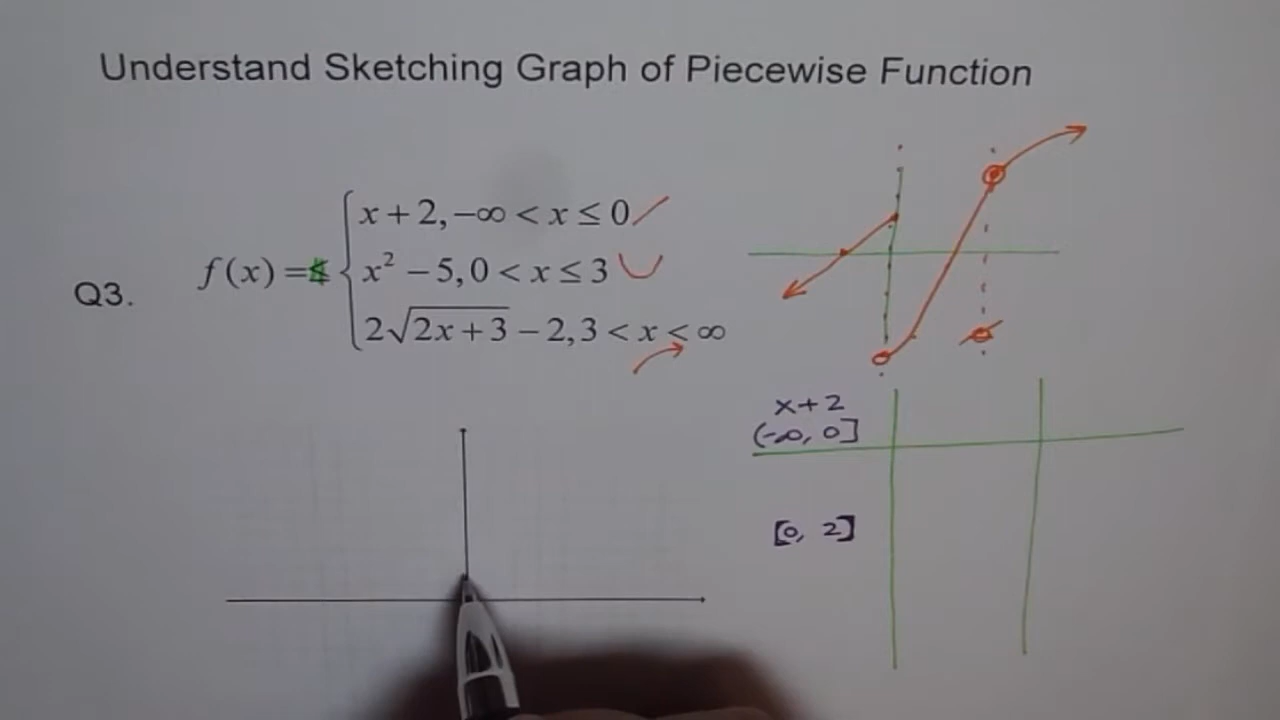 Understand Sketching Graph of Piecewise Function
x + 2, −∞ < x ≤ 0
Q3. f(x) = { x² − 5, 0 < x ≤ 3
2√(2x + 3) − 2, 3 < x < ∞
x+2
(-∞, 0]
[0, 2]